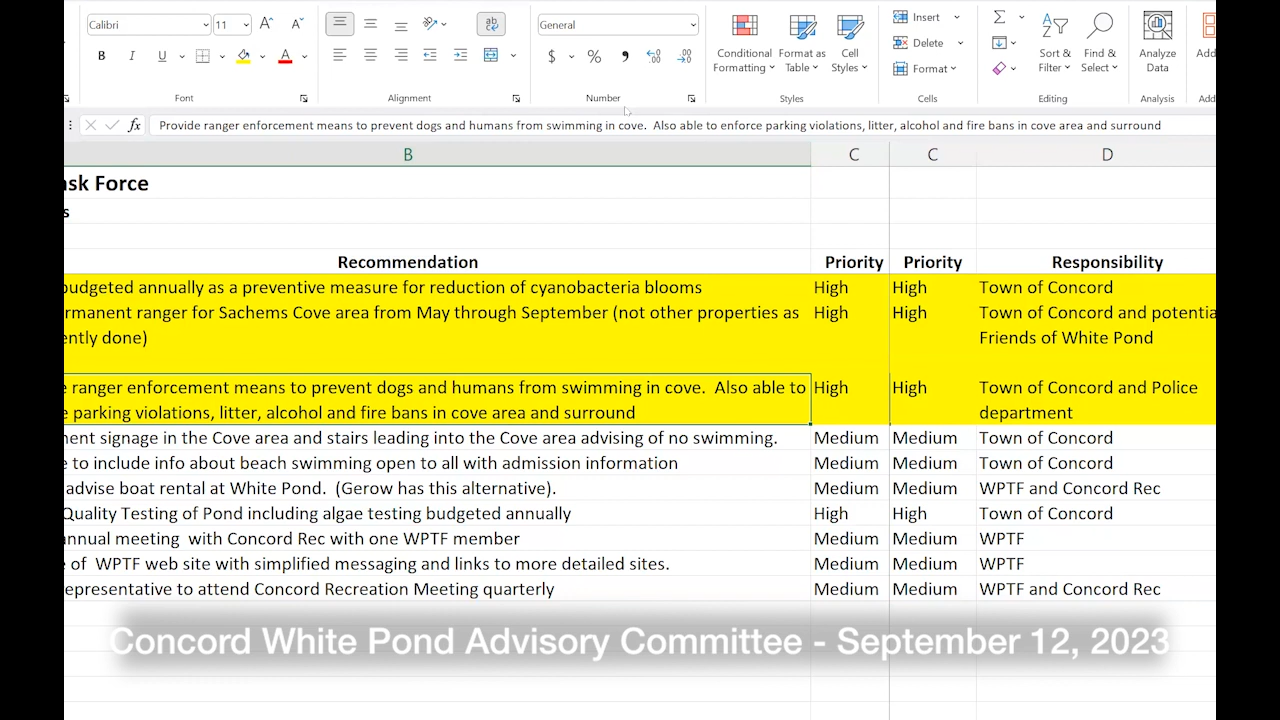 Calibri 11 A A ab General
Insert
Conditional Formatting Format as Table Cell Styles
Delete
Sort & Filter Find & Select
Analyze Data
B I U A $ % ,
Format
Font Alignment Number Styles Cells Editing Analysis
fx Provide ranger enforcement means to prevent dogs and humans from swimming in cove. Also able to enforce parking violations, litter, alcohol and fire bans in cove area and surround
B C C D
Force
Recommendation Priority Priority Responsibility
budgeted annually as a preventive measure for reduction of cyanobacteria blooms High High Town of Concord
ranger for Sachems Cove area from May through September (not other properties as High High Town of Concord and
done) Friends of White Pond
ranger enforcement means to prevent dogs and humans from swimming in cove. Also able to High High Town of Concord and Police
parking violations, litter, alcohol and fire bans in cove area and surround department
signage in the Cove area and stairs leading into the Cove area advising of no swimming. Medium Medium Town of Concord
to include info about beach swimming open to all with admission information Medium Medium Town of Concord
advise boat rental at White Pond. (Gerow has this alternative). Medium Medium WPTF and Concord Rec
Quality Testing of Pond including algae testing budgeted annually High High Town of Concord
annual meeting with Concord Rec with one WPTF member Medium Medium WPTF
of WPTF web site with simplified messaging and links to more detailed sites. Medium Medium WPTF
representative to attend Concord Recreation Meeting quarterly Medium Medium WPTF and Concord Rec
Concord White Pond Advisory Committee - September 12, 2023